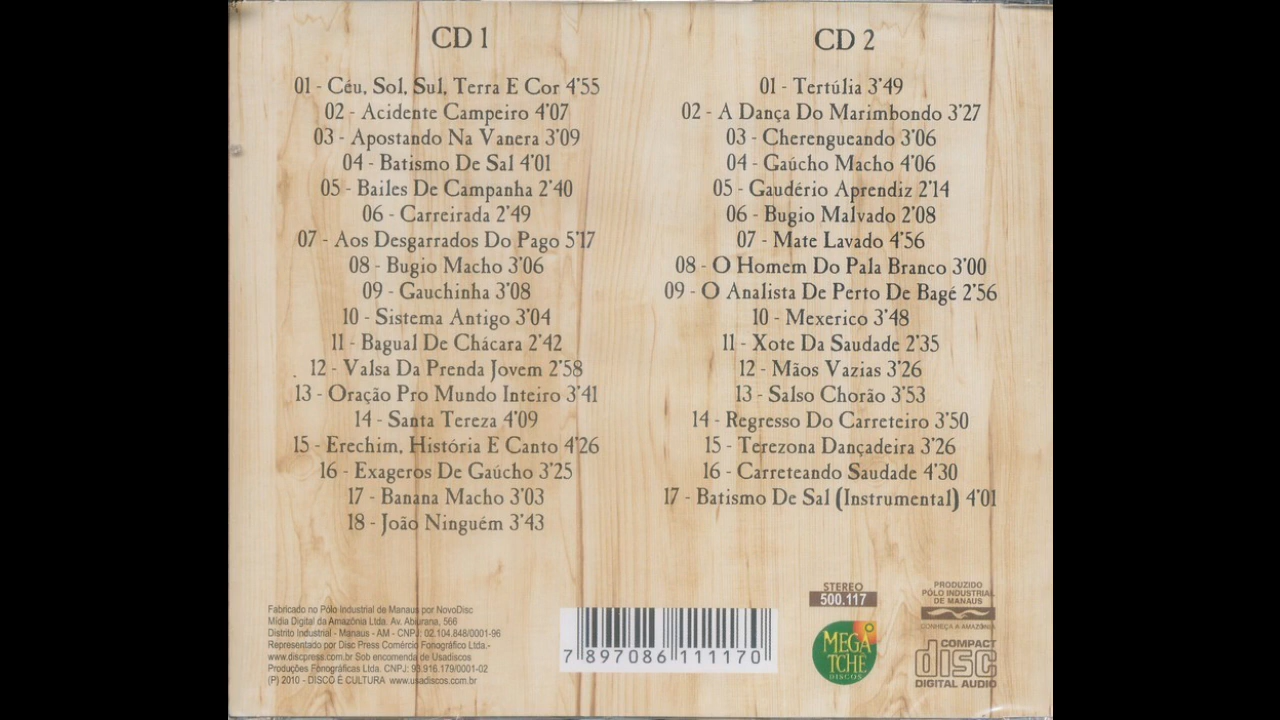 CD 1
01 - Céu, Sol, Sul, Terra E Cor 4'55
02 - Acidente Campeiro 4'07
03 - Apostando Na Vanera 3'09
04 - Batismo De Sal 4'01
05 - Bailes De Campanha 2'40
06 - Carreirada 2'49
07 - Aos Desgarrados Do Pago 5'17
08 - Bugio Macho 3'06
09 - Gauchinha 3'08
10 - Sistema Antigo 3'04
11 - Bagual De Chácara 2'42
12 - Valsa Da Prenda Jovem 2'58
13 - Oração Pro Mundo Inteiro 3'41
14 - Santa Tereza 4'09
15 - Erechim, História E Canto 4'26
16 - Exageros De Gaúcho 3'25
17 - Banana Macho 3'03
18 - João Ninguém 3'43
CD 2
01 - Tertúlia 3'49
02 - A Dança Do Marimbondo 3'27
03 - Cherengueando 3'06
04 - Gaúcho Macho 4'06
05 - Gaudério Aprendiz 2'14
06 - Bugio Malvado 2'08
07 - Mate Lavado 4'56
08 - O Homem Do Pala Branco 3'00
09 - O Analista De Perto De Bagé 2'56
10 - Mexerico 3'48
11 - Xote Da Saudade 2'35
12 - Mãos Vazias 3'26
13 - Salso Chorão 3'53
14 - Regresso Do Carreteiro 3'50
15 - Terezona Dançadeira 3'26
16 - Carreteando Saudade 4'30
17 - Batismo De Sal (Instrumental) 4'01
Fabricado no Pólo Industrial de Manaus por NovoDisc
Mídia Digital da Amazônia Ltda. Av. Abiurana, 566
Distrito Industrial - Manaus - AM - CNPJ: 02.104.848/0001-96
Representado por Disc Press Comércio Fonográfico Ltda.-
www.discpress.com.br Sob encomenda de Usadiscos
Produções Fonográficas Ltda. CNPJ: 93.916.179/0001-02
(P) 2010 - DISCO É CULTURA www.usadiscos.com.br
7 897086 111170
STEREO
500.117
MEGA
TCHÊ
DISCOS
PRODUZIDO
PÓLO INDUSTRIAL
DE MANAUS
CONHEÇA A AMAZÔNIA
COMPACT
disc
DIGITAL AUDIO